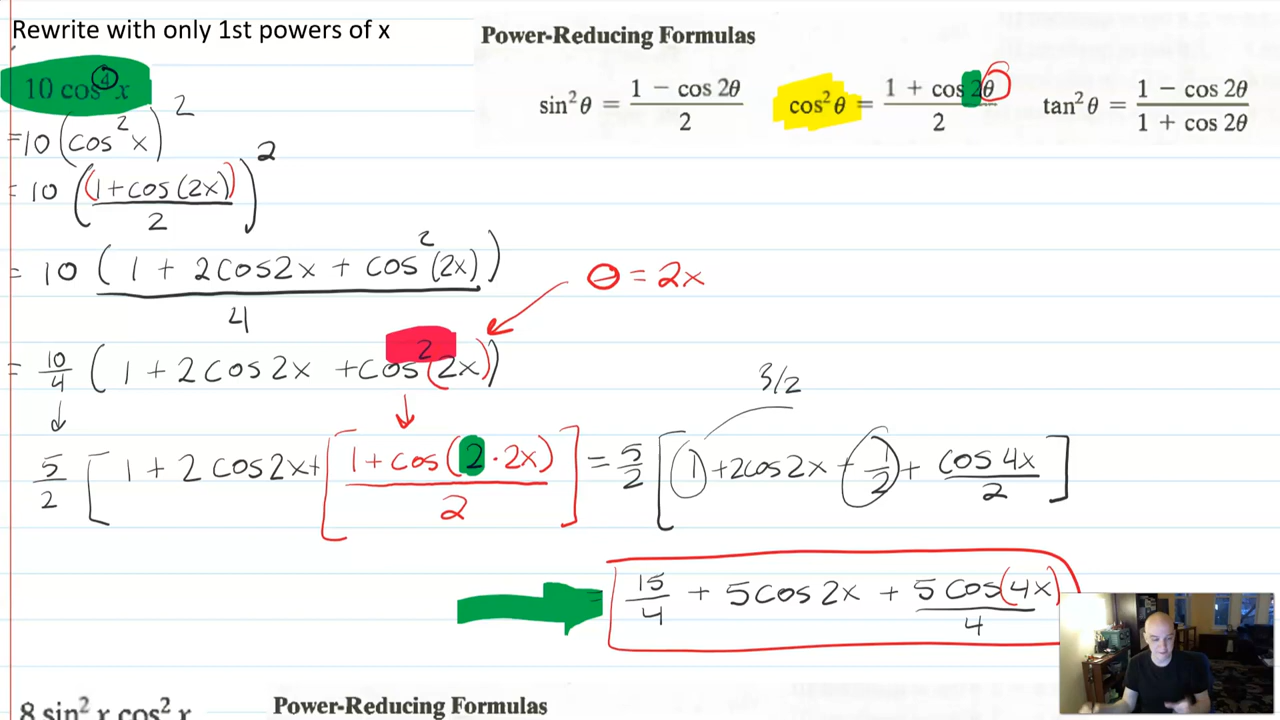 Rewrite with only 1st powers of x
Power-Reducing Formulas
10 cos⁴ x
sin²θ = (1 − cos 2θ)/2   cos²θ = (1 + cos 2θ)/2   tan²θ = (1 − cos 2θ)/(1 + cos 2θ)
=10 (cos² x)²
= 10 ((1+cos(2x))/2)²
= 10 (1 + 2cos2x + cos²(2x))/4
θ = 2x
= 10/4 (1 + 2cos2x + cos²(2x))
3/2
5/2 [1 + 2cos2x + [(1+cos(2·2x))/2] = 5/2 [1 + 2cos2x + 1/2 + cos4x/2]
= 15/4 + 5cos2x + 5cos(4x)/4
8 sin² x cos² x
Power-Reducing Formulas